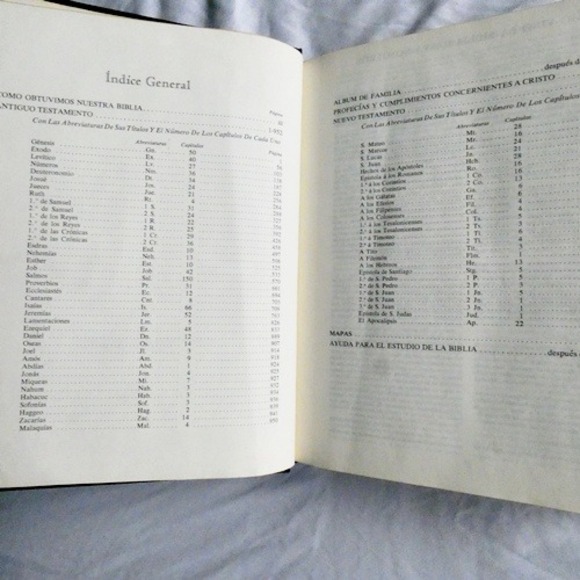 Índice General
Página
COMO OBTUVIMOS NUESTRA BIBLIA
ANTIGUO TESTAMENTO 1-952
Con Las Abreviaturas De Sus Títulos Y El Número De Los Capítulos De Cada Uno:
Abreviaturas Capítulos Página
Génesis Gn. 50
Exodo Ex. 40
Levítico Lv. 27
Números Nm. 36
Deuteronomio Dt. 34
Josué Jos. 24
Jueces Jue. 21
Ruth Rt. 4
1.° de Samuel 1 S. 31
2.° de Samuel 2 S. 24
1.° de los Reyes 1 R. 22
2.° de los Reyes 2 R. 25
1.° de las Crónicas 1 Cr. 29
2.° de las Crónicas 2 Cr. 36
Esdras Esd. 10
Nehemías Neh. 13
Esther Est. 10
Job Job 42
Salmos Sal. 150
Proverbios Pr. 31
Ecclesiastés Ec. 12
Cantares Cnt. 8
Isaías Is. 66
Jeremías Jer. 52
Lamentaciones Lm. 5
Ezequiel Ez. 48
Daniel Dn. 12
Oseas Os. 14
Joel Jl. 3
Amós Am. 9
Abdías Abd. 1
Jonás Jon. 4
Miqueas Mi. 7
Nahum Nah. 3
Habacuc Hab. 3
Sofonías Sof. 3
Haggeo Hag. 2
Zacarías Zac. 14
Malaquías Mal. 4
después d
ALBUM DE FAMILIA
PROFECÍAS Y CUMPLIMIENTOS CONCERNIENTES A CRISTO
NUEVO TESTAMENTO
Con Las Abreviaturas De Sus Títulos Y El Número De Los Capítulos
Abreviaturas Capítulos
S. Mateo Mt. 28
S. Marcos Mr. 16
S. Lucas Lc. 24
S. Juan Jn. 21
Hechos de los Apóstoles Hch. 28
Epístola á los Romanos Ro. 16
1.ª á los Corintios 1 Co. 16
2.ª á los Corintios 2 Co. 13
A los Gálatas Gá. 6
A los Efesios Ef. 6
A los Filipenses Fil. 4
A los Colosenses Col. 4
1.ª á los Tesalonicenses 1 Ts. 5
2.ª á los Tesalonicenses 2 Ts. 3
1.ª á Timoteo 1 Ti. 6
2.ª á Timoteo 2 Ti. 4
A Tito Tit. 3
A Filemón Flm. 1
A los Hebreos He. 13
Epístola de Santiago Stg. 5
1.ª de S. Pedro 1 P. 5
2.ª de S. Pedro 2 P. 3
1.ª de S. Juan 1 Jn. 5
2.ª de S. Juan 2 Jn. 1
3.ª de S. Juan 3 Jn. 1
Epístola de S. Judas Jud. 1
El Apocalipsis Ap. 22
MAPAS
AYUDA PARA EL ESTUDIO DE LA BIBLIA después